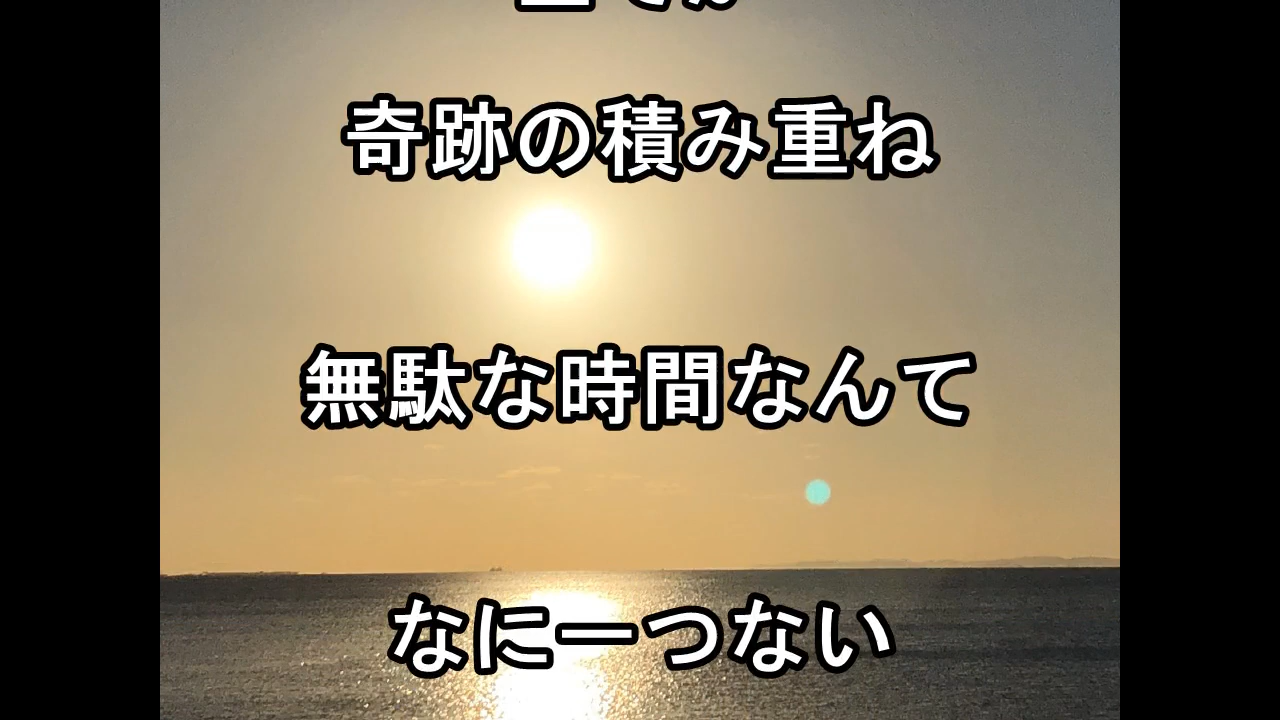 奇跡の積み重ね
無駄な時間なんて
なに一つない